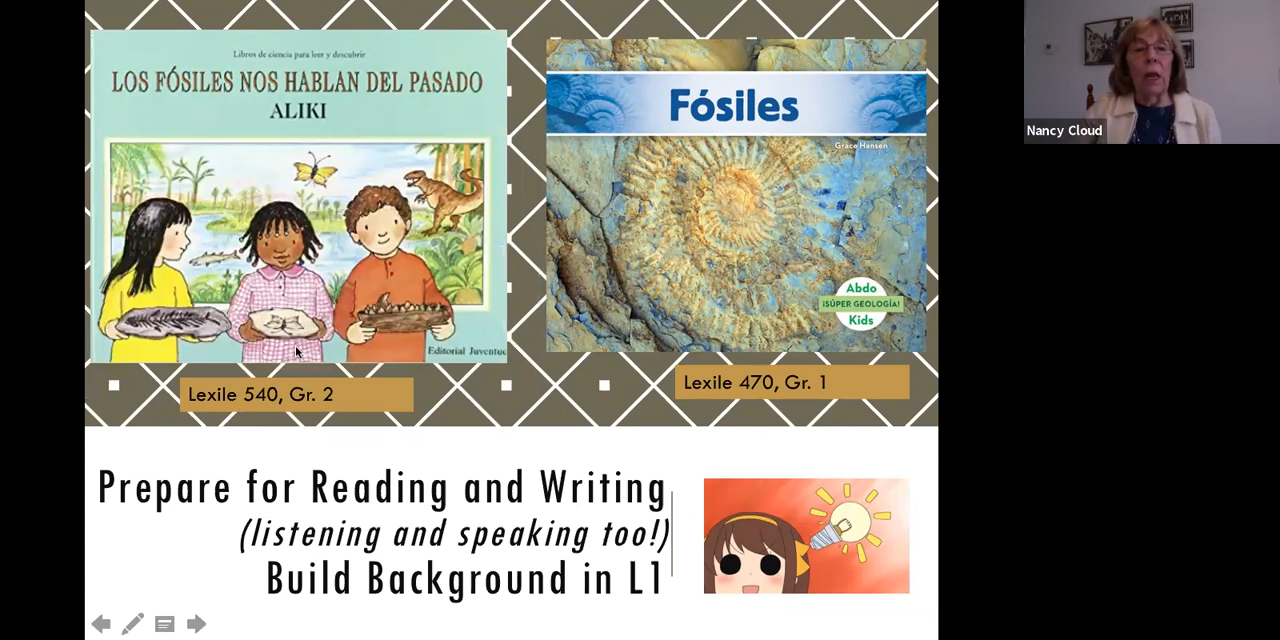 Libros de ciencia para leer y descubrir
LOS FÓSILES NOS HABLAN DEL PASADO
ALIKI
Editorial Juventuc
Lexile 540, Gr. 2
Fósiles
Grace Hansen
Abdo
¡SÚPER GEOLOGÍA!
Kids
Lexile 470, Gr. 1
Prepare for Reading and Writing
(listening and speaking too!)
Build Background in L1
Nancy Cloud